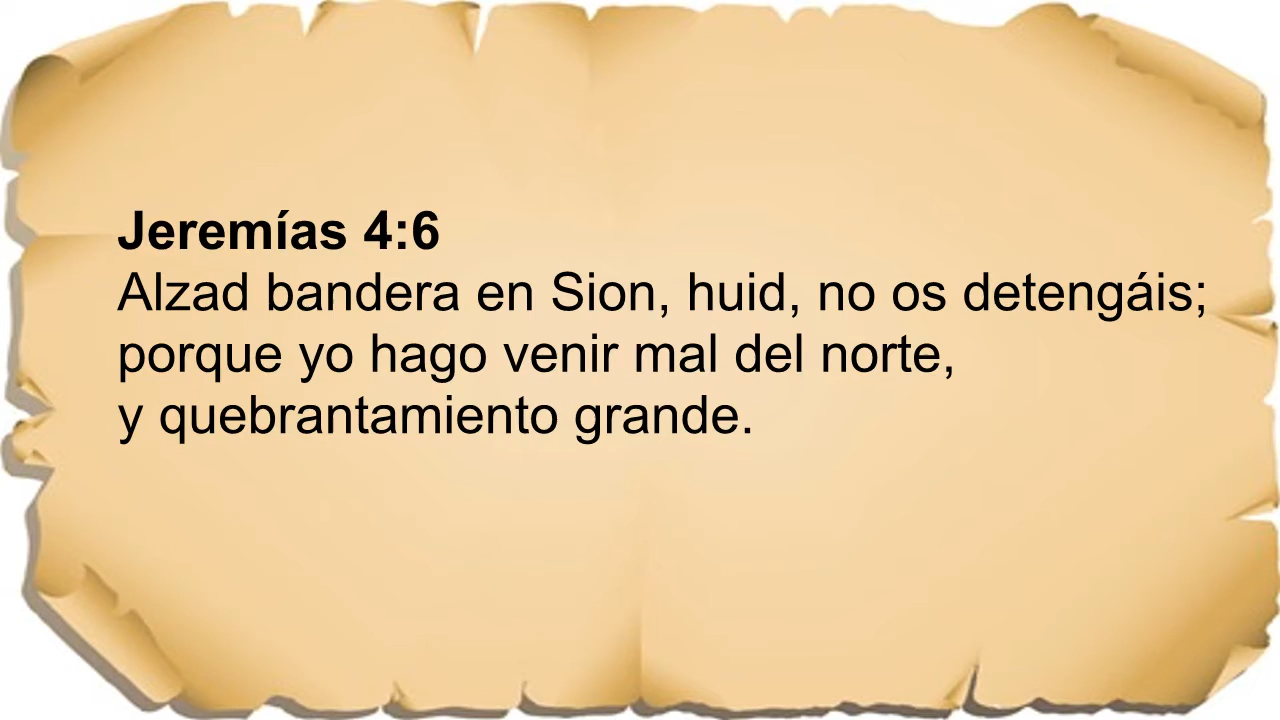 Jeremías 4:6
Alzad bandera en Sion, huid, no os detengáis;
porque yo hago venir mal del norte,
y quebrantamiento grande.